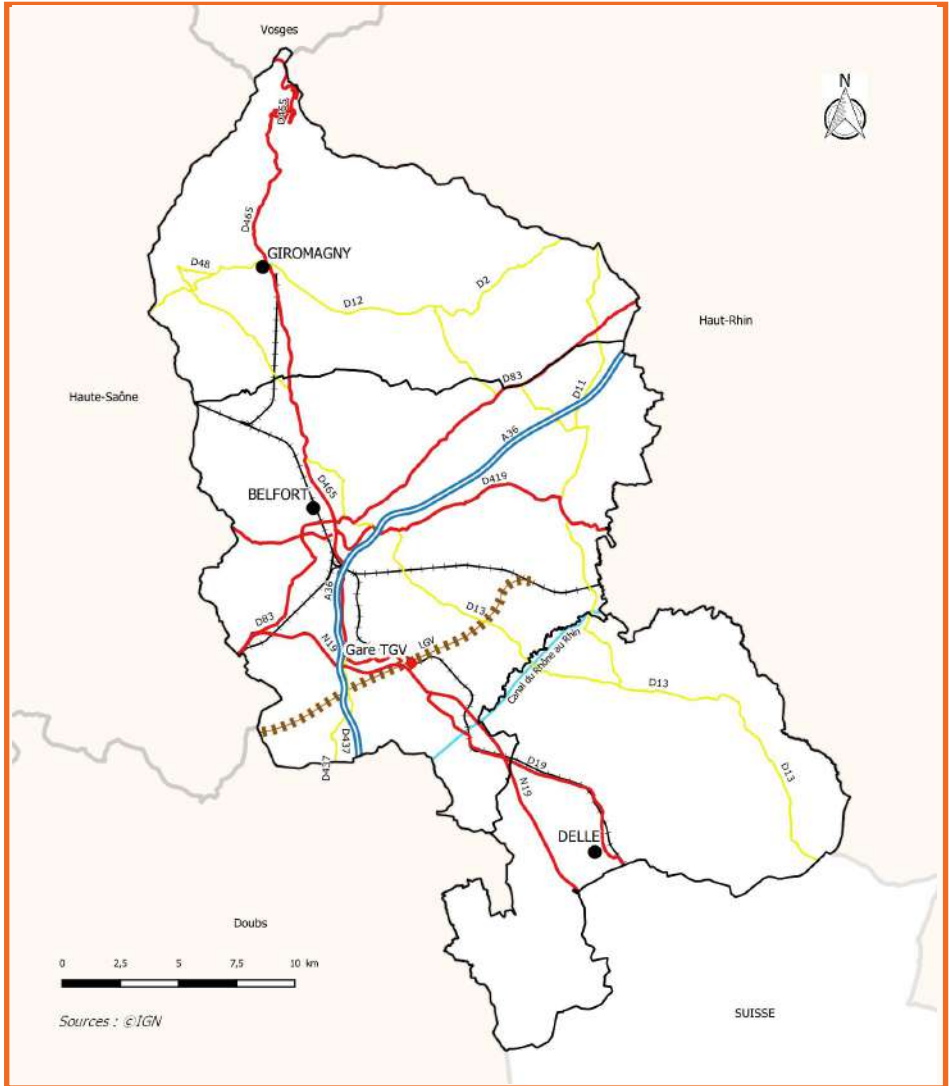 Vosges
N
D465
D465
GIROMAGNY
D48
D2
D12
Haut-Rhin
D83
D11
Haute-Saône
A36
D419
D465
BELFORT
A36
D13
D83
N19
LGV
Gare TGV
Canal du Rhône au Rhin
D13
D437
D19
D437
N19
D13
DELLE
Doubs
0 2,5 5 7,5 10 km
Sources : ©IGN
SUISSE